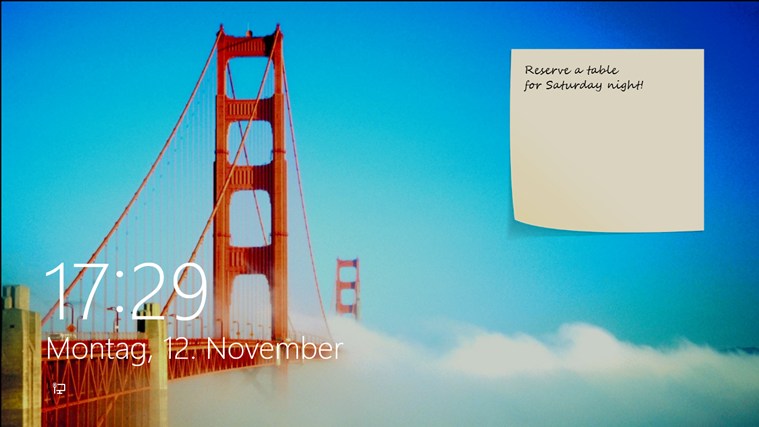 Reserve a table
for Saturday night!
17:29
Montag, 12. November